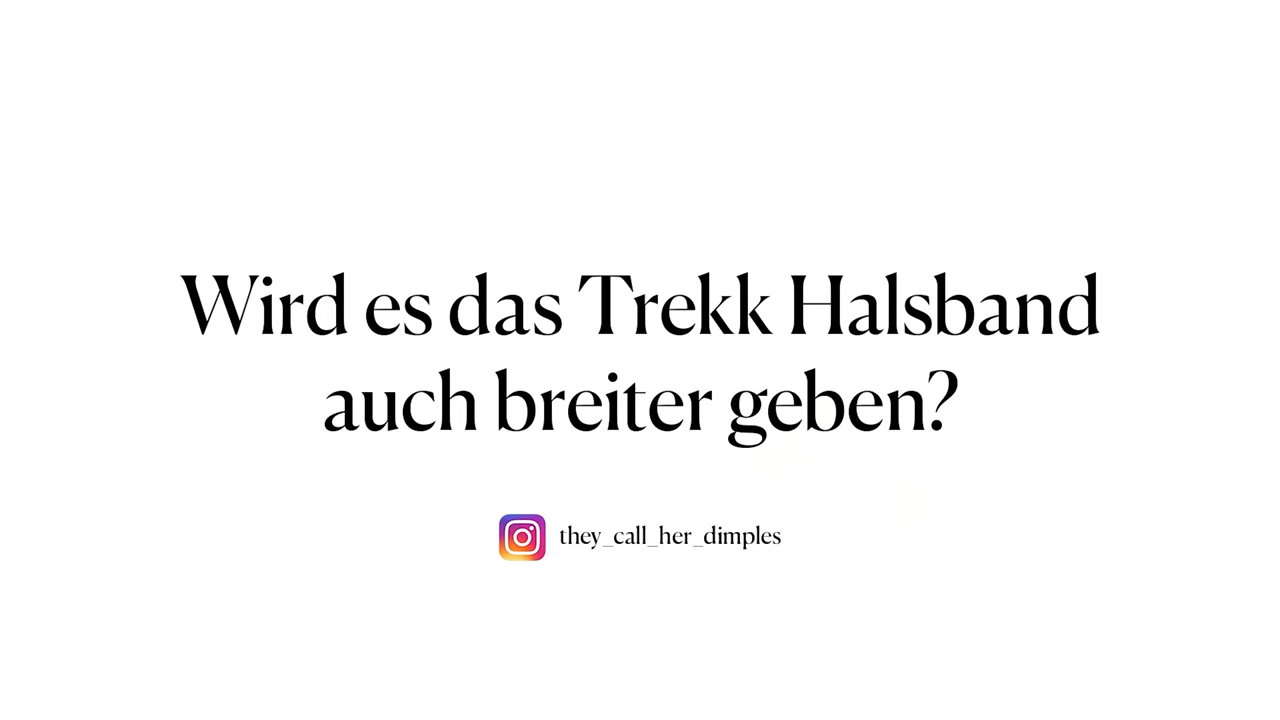 Wird es das Trekk Halsband
auch breiter geben?
they_call_her_dimples